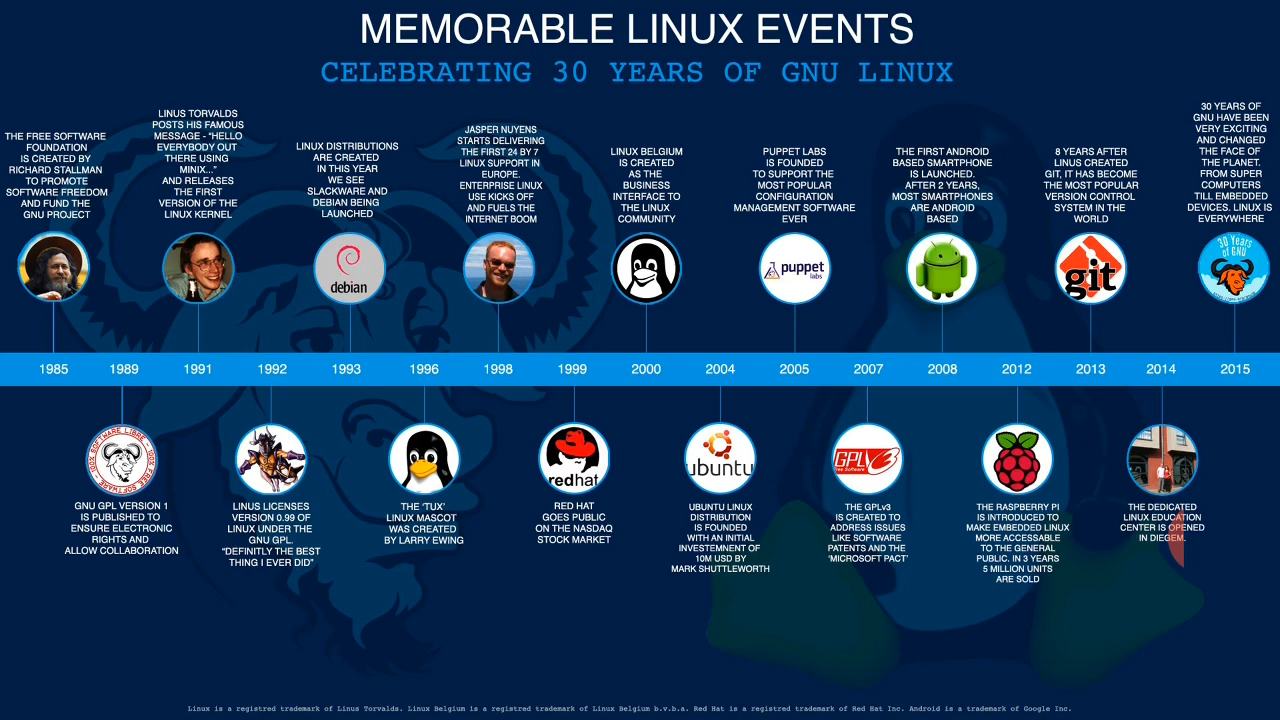 MEMORABLE LINUX EVENTS
CELEBRATING 30 YEARS OF GNU LINUX
THE FREE SOFTWARE
FOUNDATION
IS CREATED BY
RICHARD STALLMAN
TO PROMOTE
SOFTWARE FREEDOM
AND FUND THE
GNU PROJECT
LINUS TORVALDS
POSTS HIS FAMOUS
MESSAGE - "HELLO
EVERYBODY OUT
THERE USING
MINIX..."
AND RELEASES
THE FIRST
VERSION OF THE
LINUX KERNEL
LINUX DISTRIBUTIONS
ARE CREATED
IN THIS YEAR
WE SEE
SLACKWARE AND
DEBIAN BEING
LAUNCHED
debian
JASPER NUYENS
STARTS DELIVERING
THE FIRST 24 BY 7
LINUX SUPPORT IN
EUROPE.
ENTERPRISE LINUX
USE KICKS OFF
AND FUELS THE
INTERNET BOOM
LINUX BELGIUM
IS CREATED
AS THE
BUSINESS
INTERFACE TO
THE LINUX
COMMUNITY
PUPPET LABS
IS FOUNDED
TO SUPPORT THE
MOST POPULAR
CONFIGURATION
MANAGEMENT SOFTWARE
EVER
puppet
labs
THE FIRST ANDROID
BASED SMARTPHONE
IS LAUNCHED.
AFTER 2 YEARS,
MOST SMARTPHONES
ARE ANDROID
BASED
8 YEARS AFTER
LINUS CREATED
GIT, IT HAS BECOME
THE MOST POPULAR
VERSION CONTROL
SYSTEM IN THE
WORLD
git
30 YEARS OF
GNU HAVE BEEN
VERY EXCITING
AND CHANGED
THE FACE OF
THE PLANET.
FROM SUPER
COMPUTERS
TILL EMBEDDED
DEVICES. LINUX IS
EVERYWHERE
30 Years
of GNU
1985 1989 1991 1992 1993 1996 1998 1999 2000 2004 2005 2007 2008 2012 2013 2014 2015
GNU GPL VERSION 1
IS PUBLISHED TO
ENSURE ELECTRONIC
RIGHTS AND
ALLOW COLLABORATION
LINUS LICENSES
VERSION 0.99 OF
LINUX UNDER THE
GNU GPL.
"DEFINITLY THE BEST
THING I EVER DID"
THE 'TUX'
LINUX MASCOT
WAS CREATED
BY LARRY EWING
redhat
RED HAT
GOES PUBLIC
ON THE NASDAQ
STOCK MARKET
ubuntu
UBUNTU LINUX
DISTRIBUTION
IS FOUNDED
WITH AN INITIAL
INVESTEMNENT OF
10M USD BY
MARK SHUTTLEWORTH
GPLv3
Free Software
THE GPLv3
IS CREATED TO
ADDRESS ISSUES
LIKE SOFTWARE
PATENTS AND THE
'MICROSOFT PACT'
THE RASPBERRY PI
IS INTRODUCED TO
MAKE EMBEDDED LINUX
MORE ACCESSABLE
TO THE GENERAL
PUBLIC. IN 3 YEARS
5 MILLION UNITS
ARE SOLD
THE DEDICATED
LINUX EDUCATION
CENTER IS OPENED
IN DIEGEM.
Linux is a registred trademark of Linus Torvalds. Linux Belgium is a registred trademark of Linux Belgium b.v.b.a. Red Hat is a registred trademark of Red Hat Inc. Android is a trademark of Google Inc.